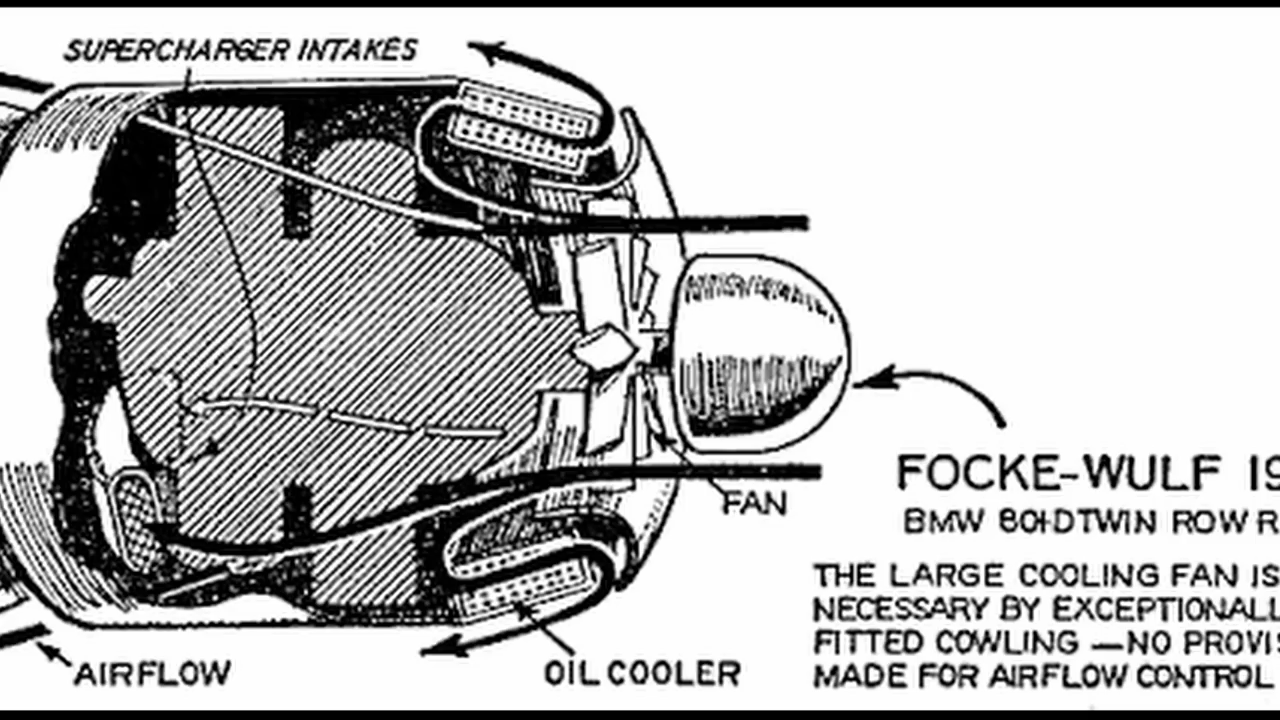 SUPERCHARGER INTAKES
FAN
AIRFLOW
OIL COOLER
FOCKE-WULF 19
BMW 801-D TWIN ROW R
THE LARGE COOLING FAN IS
NECESSARY BY EXCEPTIONALL
FITTED COWLING — NO PROVIS
MADE FOR AIRFLOW CONTROL